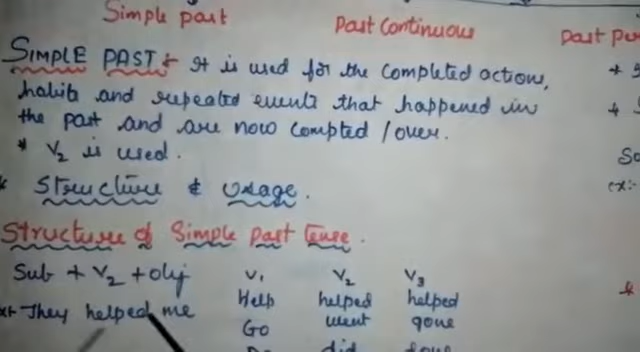 Simple past Past Continuous Past
SIMPLE PAST :- It is used for the completed action,
habits and repeated events that happened in
the past and are now compted / over.
* V2 is used.
* Structure & Usage.
Structure of Simple past tense.
Sub + V2 + obj V1 V2 V3
They helped me Help helped helped
Go went gone
did done
ex:-